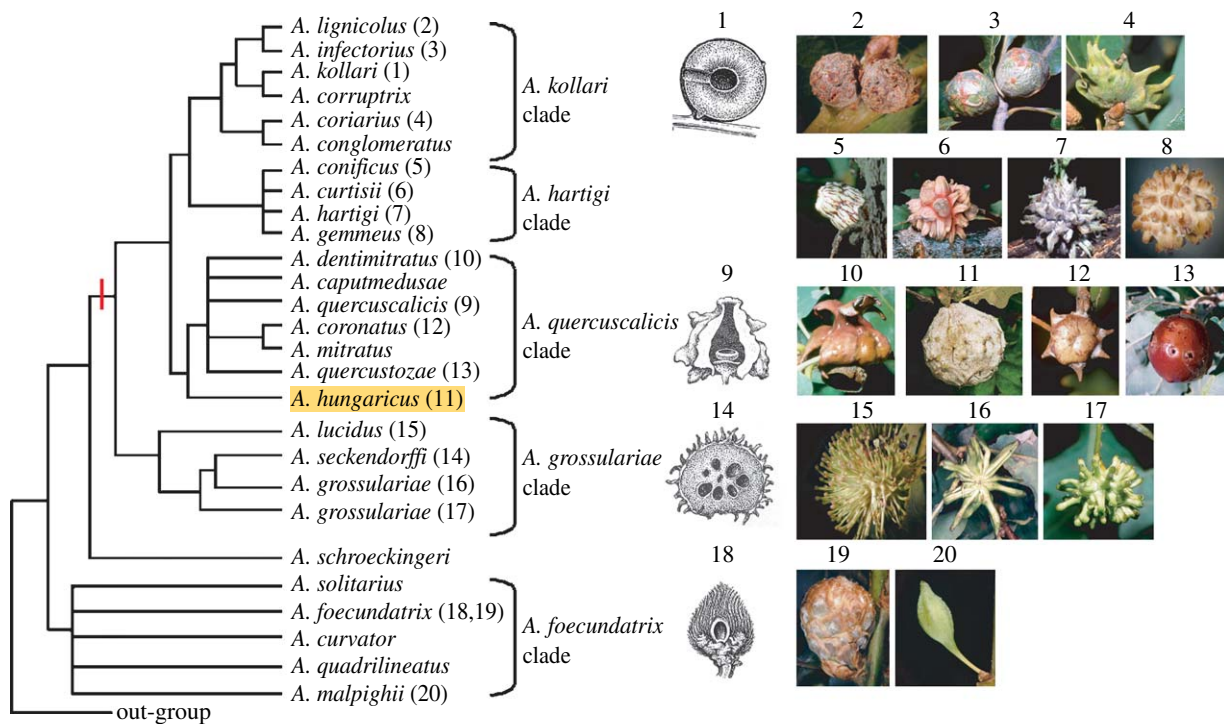 A. lignicolus (2)
A. infectorius (3)
A. kollari (1)
A. corruptrix
A. coriarius (4)
A. conglomeratus
A. kollari
clade
A. conificus (5)
A. curtisii (6)
A. hartigi (7)
A. gemmeus (8)
A. hartigi
clade
A. dentimitratus (10)
A. caputmedusae
A. quercuscalicis (9)
A. coronatus (12)
A. mitratus
A. quercustozae (13)
A. hungaricus (11)
A. quercuscalicis
clade
A. lucidus (15)
A. seckendorffi (14)
A. grossulariae (16)
A. grossulariae (17)
A. grossulariae
clade
A. schroeckingeri
A. solitarius
A. foecundatrix (18,19)
A. curvator
A. quadrilineatus
A. malpighii (20)
A. foecundatrix
clade
out-group
1 2 3 4
5 6 7 8
9 10 11 12 13
14 15 16 17
18 19 20